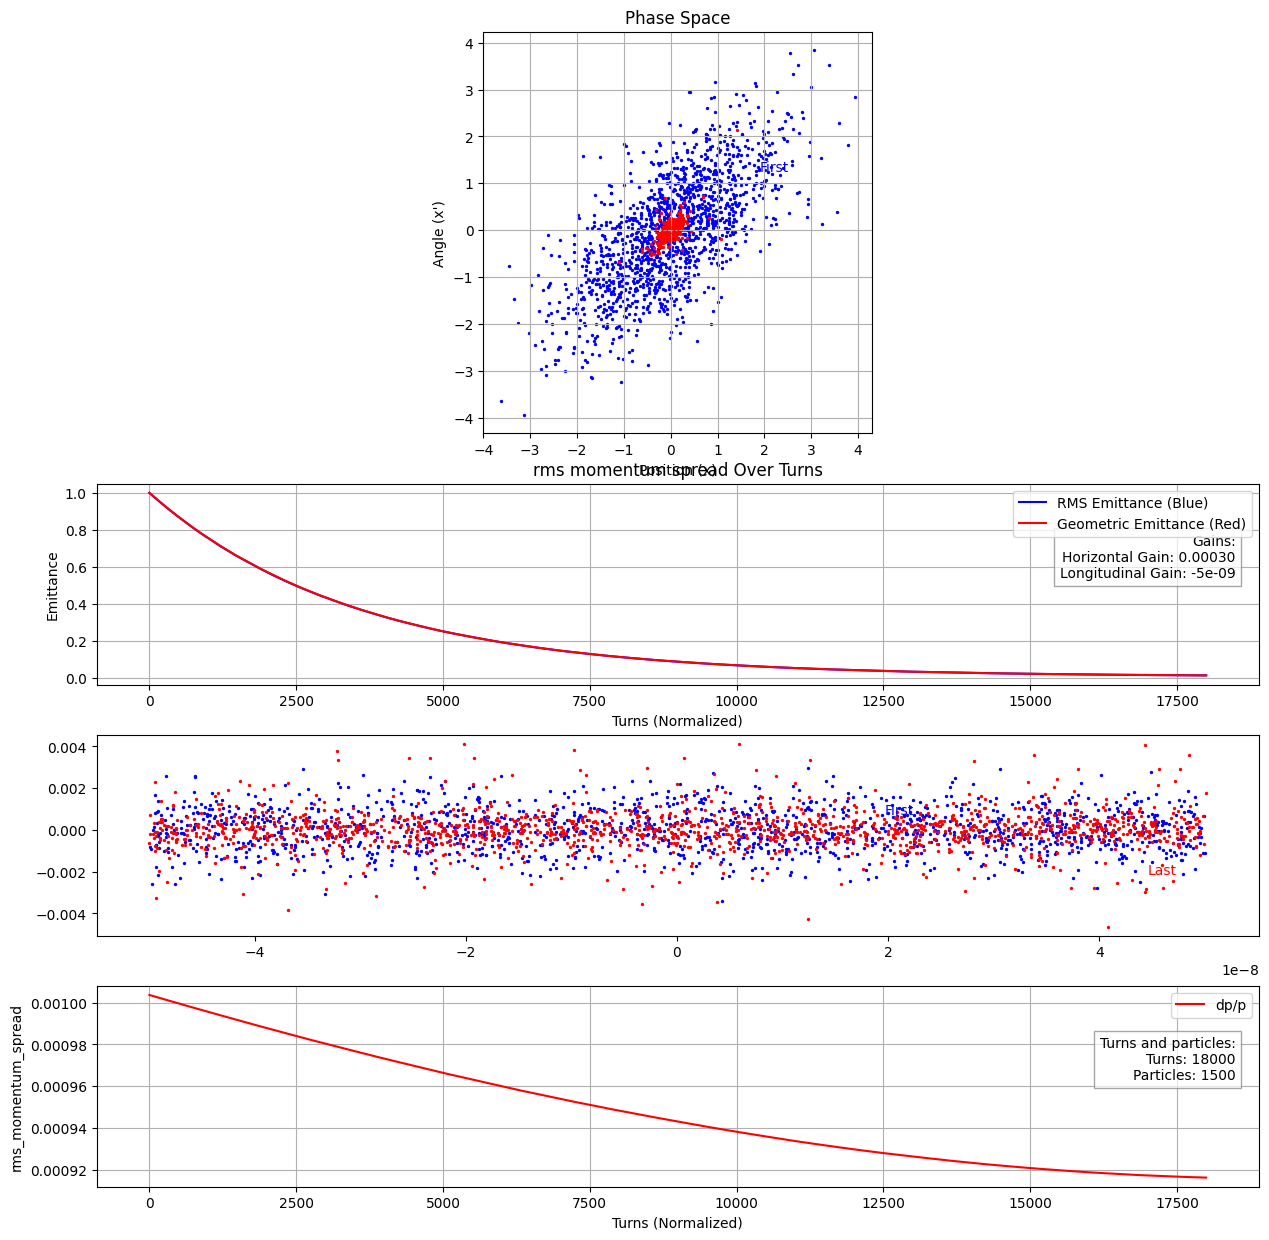 Phase Space
4
3
2
1
0
−1
−2
−3
−4
Angle (x')
First
−4 −3 −2 −1 0 1 2 3 4
Position (x)
rms momentum spread Over Turns
1.0
0.8
0.6
0.4
0.2
0.0
Emittance
RMS Emittance (Blue)
Geometric Emittance (Red)
Gains:
Horizontal Gain: 0.00030
Longitudinal Gain: -5e-09
0 2500 5000 7500 10000 12500 15000 17500
Turns (Normalized)
0.004
0.002
0.000
−0.002
−0.004
First
Last
−4 −2 0 2 4
1e−8
0.00100
0.00098
0.00096
0.00094
0.00092
rms_momentum_spread
dp/p
Turns and particles:
Turns: 18000
Particles: 1500
0 2500 5000 7500 10000 12500 15000 17500
Turns (Normalized)